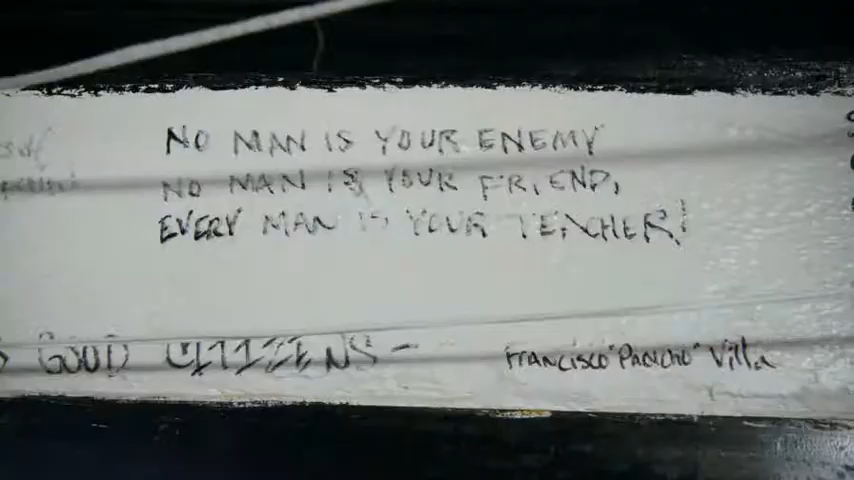 NO MAN IS YOUR ENEMY
NO MAN IS YOUR FRIEND,
EVERY MAN IS YOUR TEACHER!
GOOD CITIZENS -
FRANCISCO "PANCHO" Villa